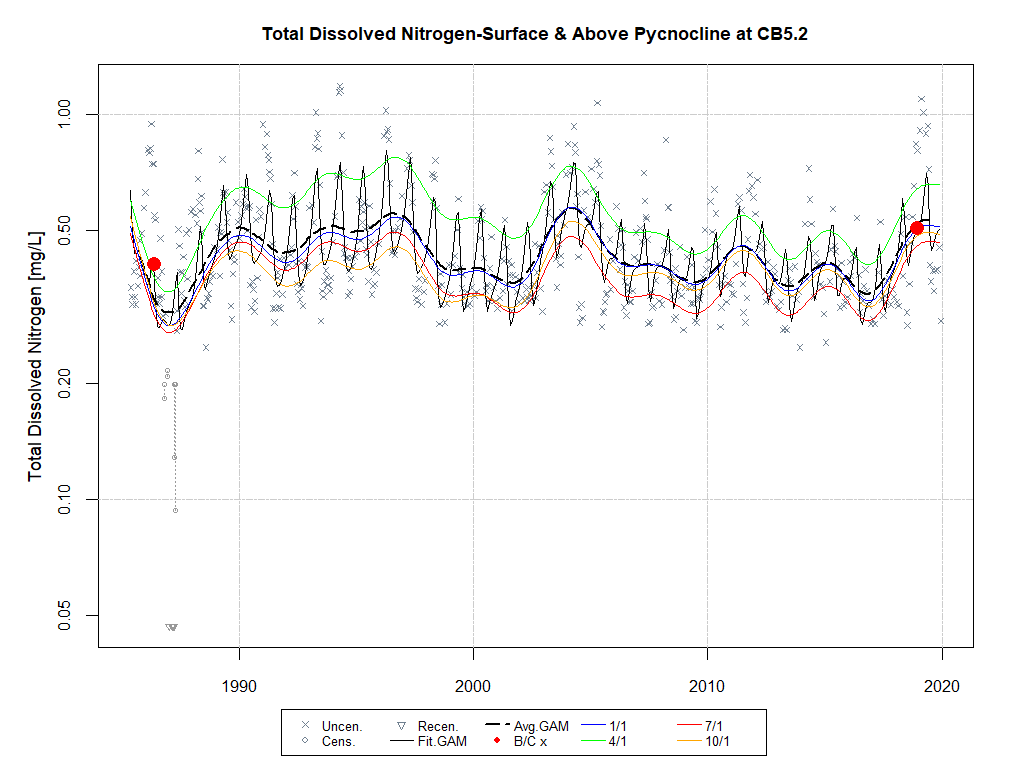 Total Dissolved Nitrogen-Surface & Above Pycnocline at CB5.2
Total Dissolved Nitrogen [mg/L]
1.00
0.50
0.20
0.10
0.05
1990 2000 2010 2020
Uncen. Recen. Avg.GAM 1/1 7/1
Cens. Fit.GAM B/C x 4/1 10/1